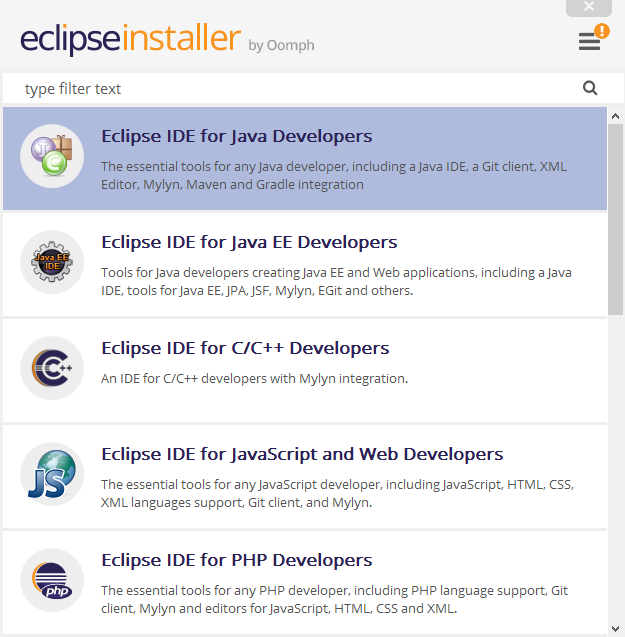 eclipseinstaller by Oomph
!
type filter text
Eclipse IDE for Java Developers
The essential tools for any Java developer, including a Java IDE, a Git client, XML
Editor, Mylyn, Maven and Gradle integration
J
C
Eclipse IDE for Java EE Developers
Java EE
IDE
Tools for Java developers creating Java EE and Web applications, including a Java
IDE, tools for Java EE, JPA, JSF, Mylyn, EGit and others.
Eclipse IDE for C/C++ Developers
C++
An IDE for C/C++ developers with Mylyn integration.
Eclipse IDE for JavaScript and Web Developers
JS
The essential tools for any JavaScript developer, including JavaScript, HTML, CSS,
XML languages support, Git client, and Mylyn.
Eclipse IDE for PHP Developers
php
The essential tools for any PHP developer, including PHP language support, Git
client, Mylyn and editors for JavaScript, HTML, CSS and XML.